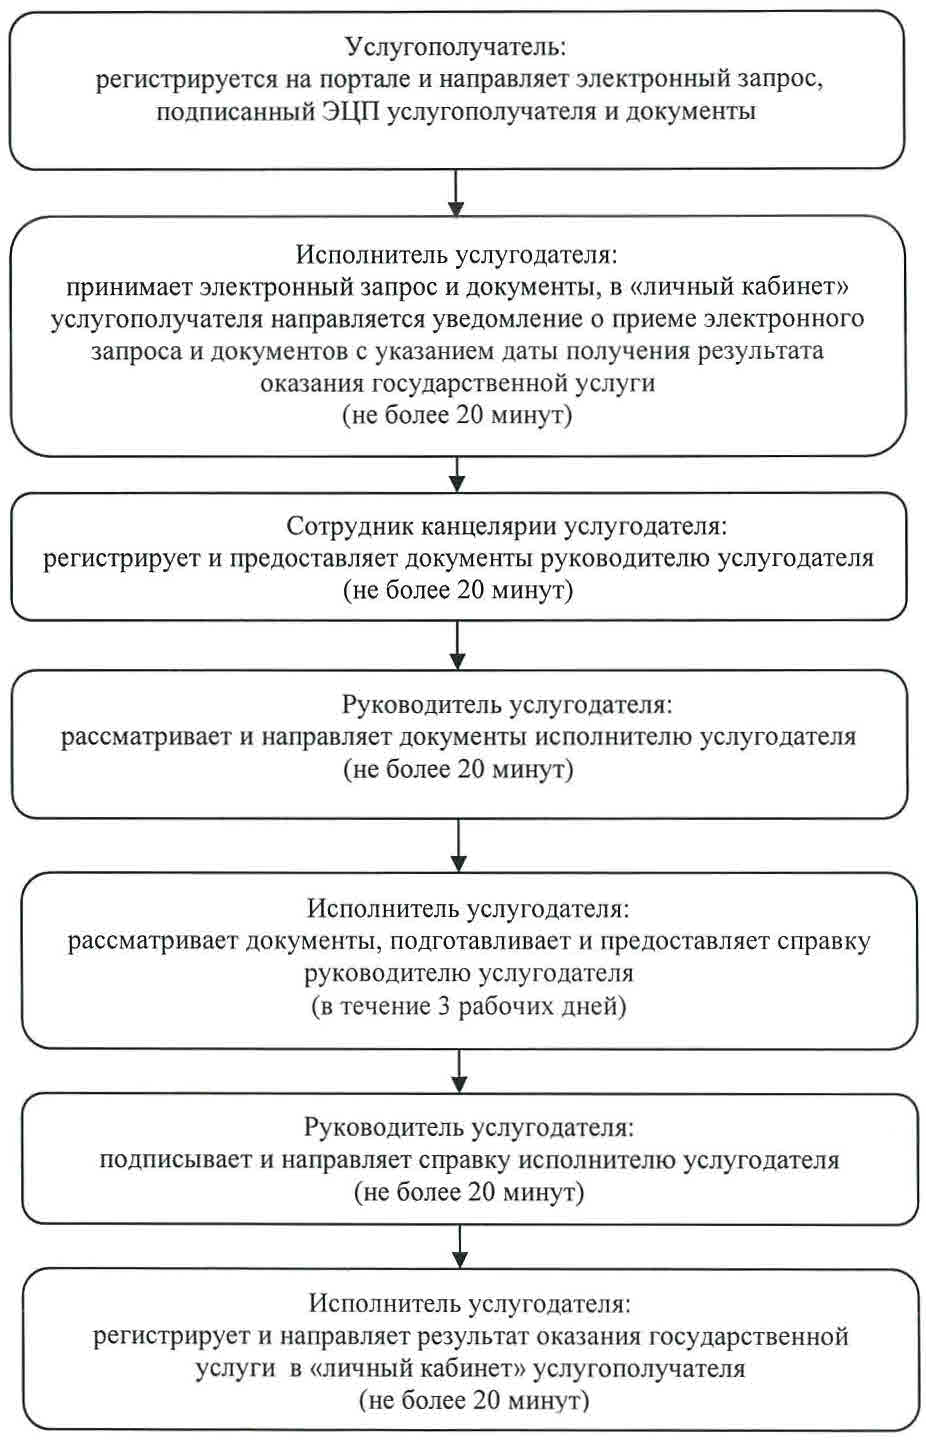 Услугополучатель:
регистрируется на портале и направляет электронный запрос,
подписанный ЭЦП услугополучателя и документы
Исполнитель услугодателя:
принимает электронный запрос и документы, в «личный кабинет»
услугополучателя направляется уведомление о приеме электронного
запроса и документов с указанием даты получения результата
оказания государственной услуги
(не более 20 минут)
Сотрудник канцелярии услугодателя:
регистрирует и предоставляет документы руководителю услугодателя
(не более 20 минут)
Руководитель услугодателя:
рассматривает и направляет документы исполнителю услугодателя
(не более 20 минут)
Исполнитель услугодателя:
рассматривает документы, подготавливает и предоставляет справку
руководителю услугодателя
(в течение 3 рабочих дней)
Руководитель услугодателя:
подписывает и направляет справку исполнителю услугодателя
(не более 20 минут)
Исполнитель услугодателя:
регистрирует и направляет результат оказания государственной
услуги в «личный кабинет» услугополучателя
(не более 20 минут)